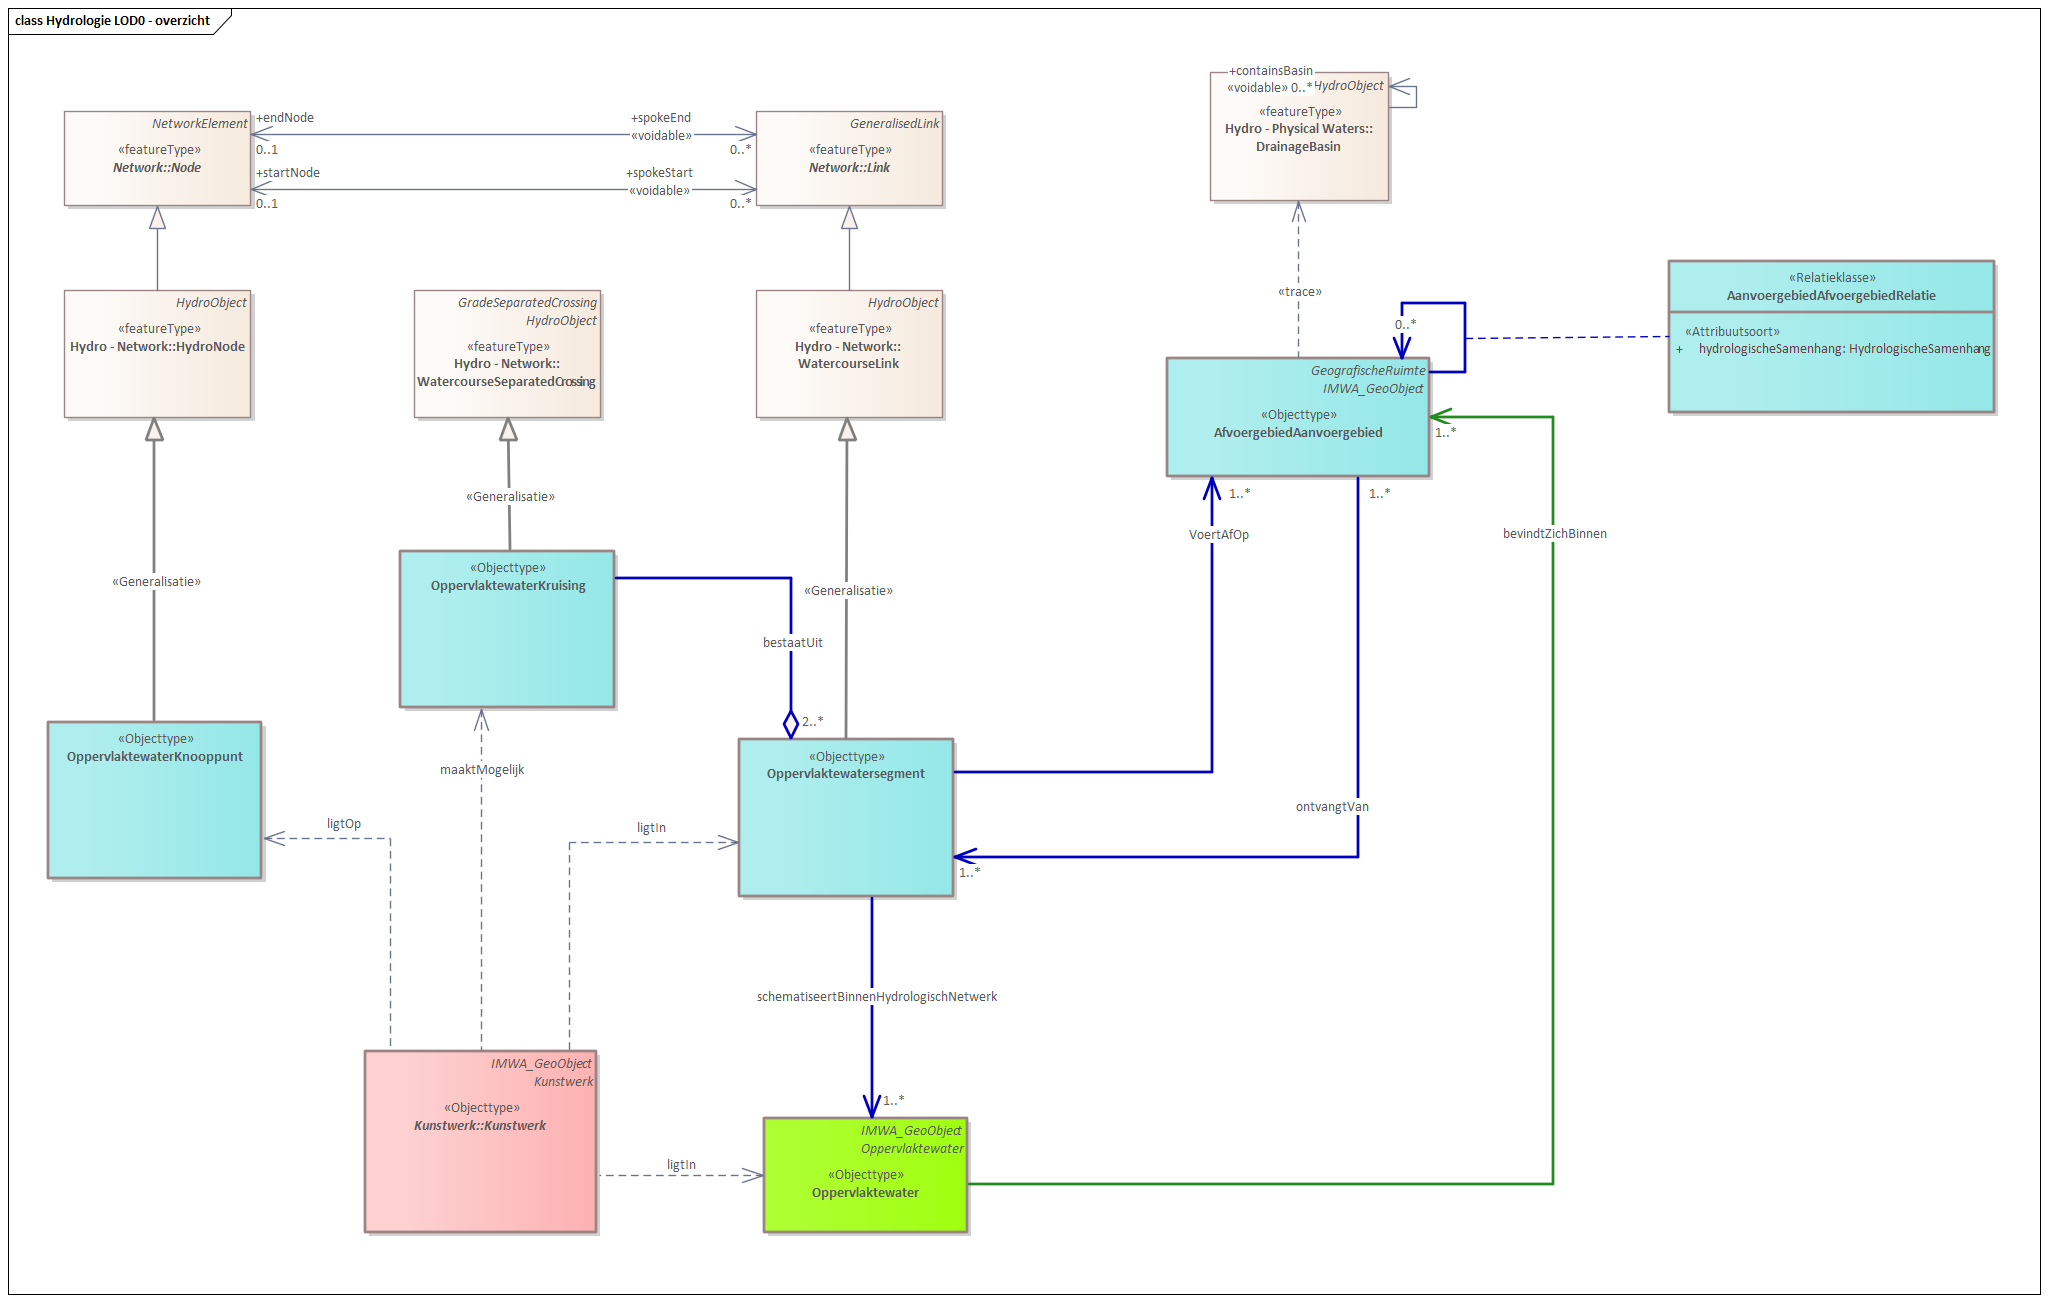 class Hydrologie LOD0 - overzicht
+containsBasin
«voidable» 0..*
HydroObject
«featureType»
Hydro - Physical Waters::
DrainageBasin
NetworkElement
«featureType»
Network::Node
+endNode
0..1
+spokeEnd
«voidable»
0..*
+startNode
0..1
+spokeStart
«voidable»
0..*
GeneralisedLink
«featureType»
Network::Link
HydroObject
«featureType»
Hydro - Network::HydroNode
GradeSeparatedCrossing
HydroObject
«featureType»
Hydro - Network::
WatercourseSeparatedCrossing
HydroObject
«featureType»
Hydro - Network::
WatercourseLink
«trace»
0..*
«Relatieklasse»
AanvoergebiedAfvoergebiedRelatie
«Attribuutsoort»
+ hydrologischeSamenhang: HydrologischeSamenhang
GeografischeRuimte
IMWA_GeoObject
«Objecttype»
AfvoergebiedAanvoergebied
1..*
1..*
1..*
«Generalisatie»
«Generalisatie»
«Generalisatie»
VoertAfOp
bevindtZichBinnen
«Objecttype»
OppervlaktewaterKruising
bestaatUit
2..*
«Objecttype»
OppervlaktewaterKnooppunt
maaktMogelijk
«Objecttype»
Oppervlaktewatersegment
ontvangtVan
1..*
ligtOp
ligtIn
schematiseertBinnenHydrologischNetwerk
1..*
IMWA_GeoObject
Kunstwerk
«Objecttype»
Kunstwerk::Kunstwerk
ligtIn
IMWA_GeoObject
Oppervlaktewater
«Objecttype»
Oppervlaktewater